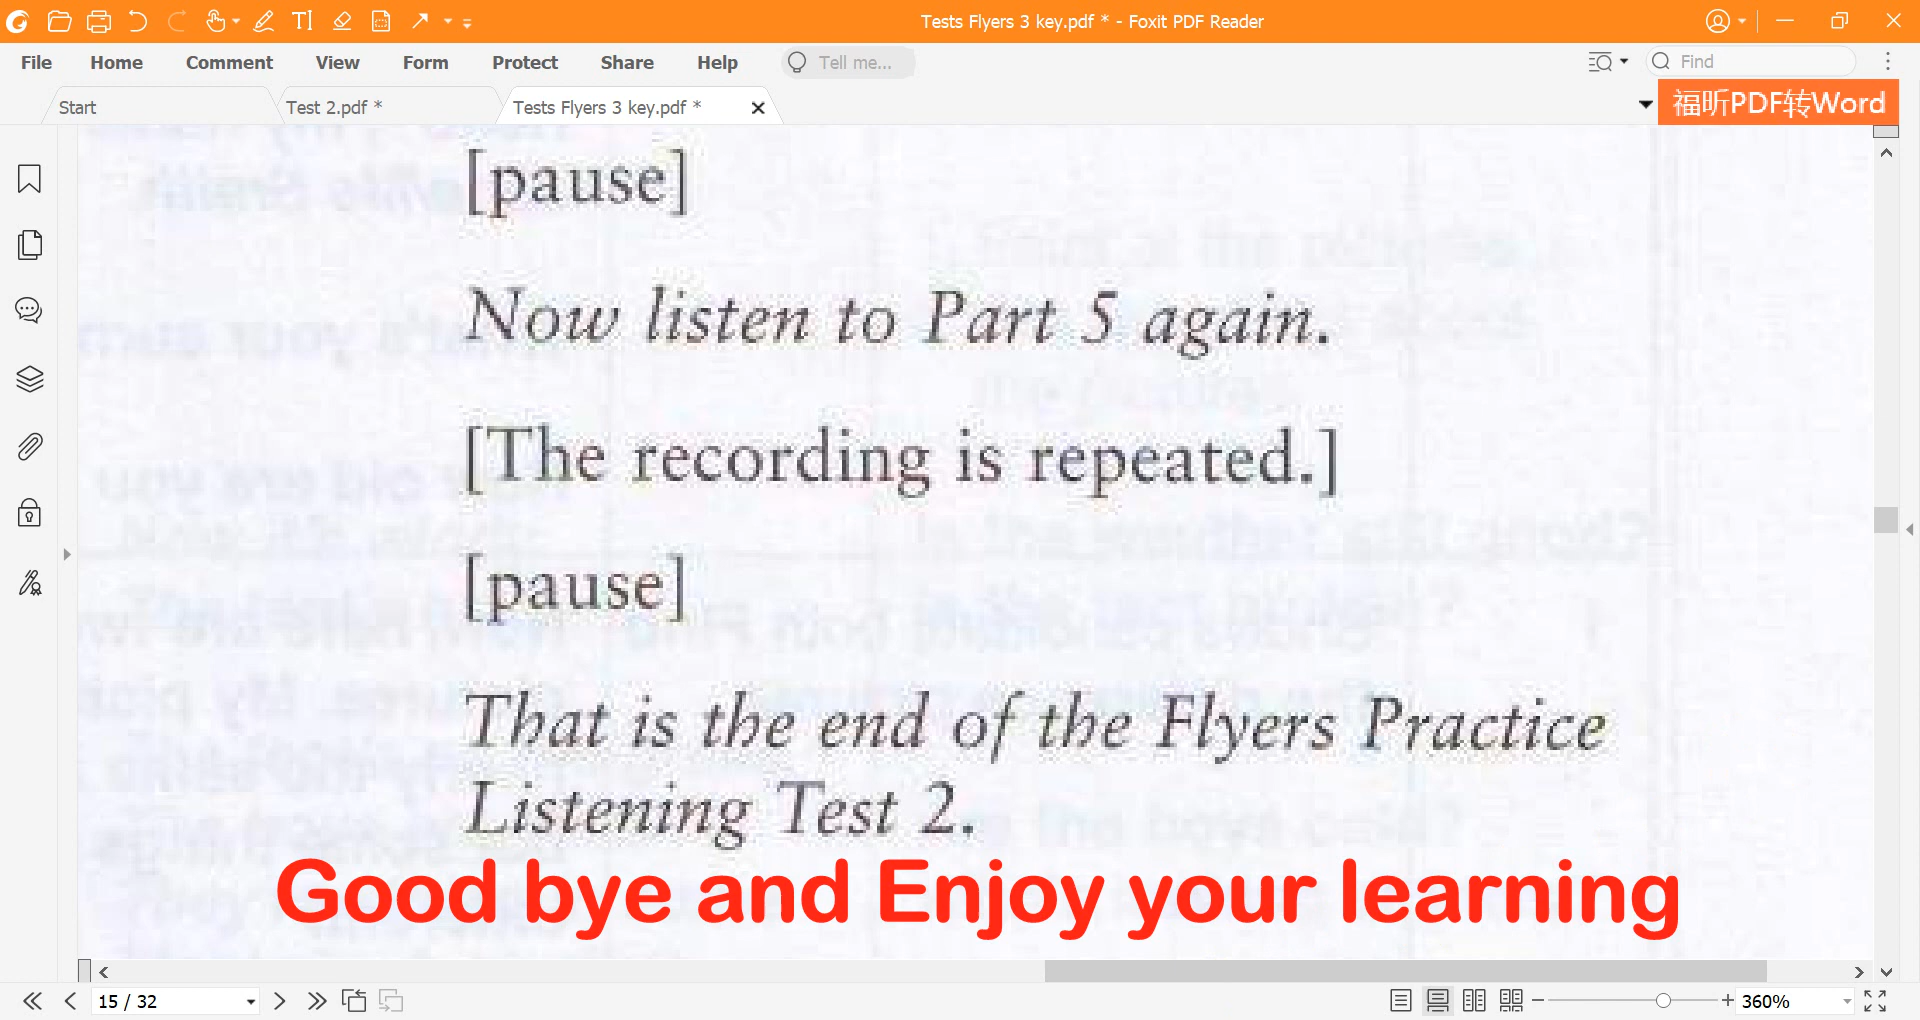 Tests Flyers 3 key.pdf * - Foxit PDF Reader
File Home Comment View Form Protect Share Help Tell me... Find
Start Test 2.pdf * Tests Flyers 3 key.pdf * 福昕PDF转Word
[pause]
Now listen to Part 5 again.
[The recording is repeated.]
[pause]
That is the end of the Flyers Practice
Listening Test 2.
Good bye and Enjoy your learning
15 / 32 360%